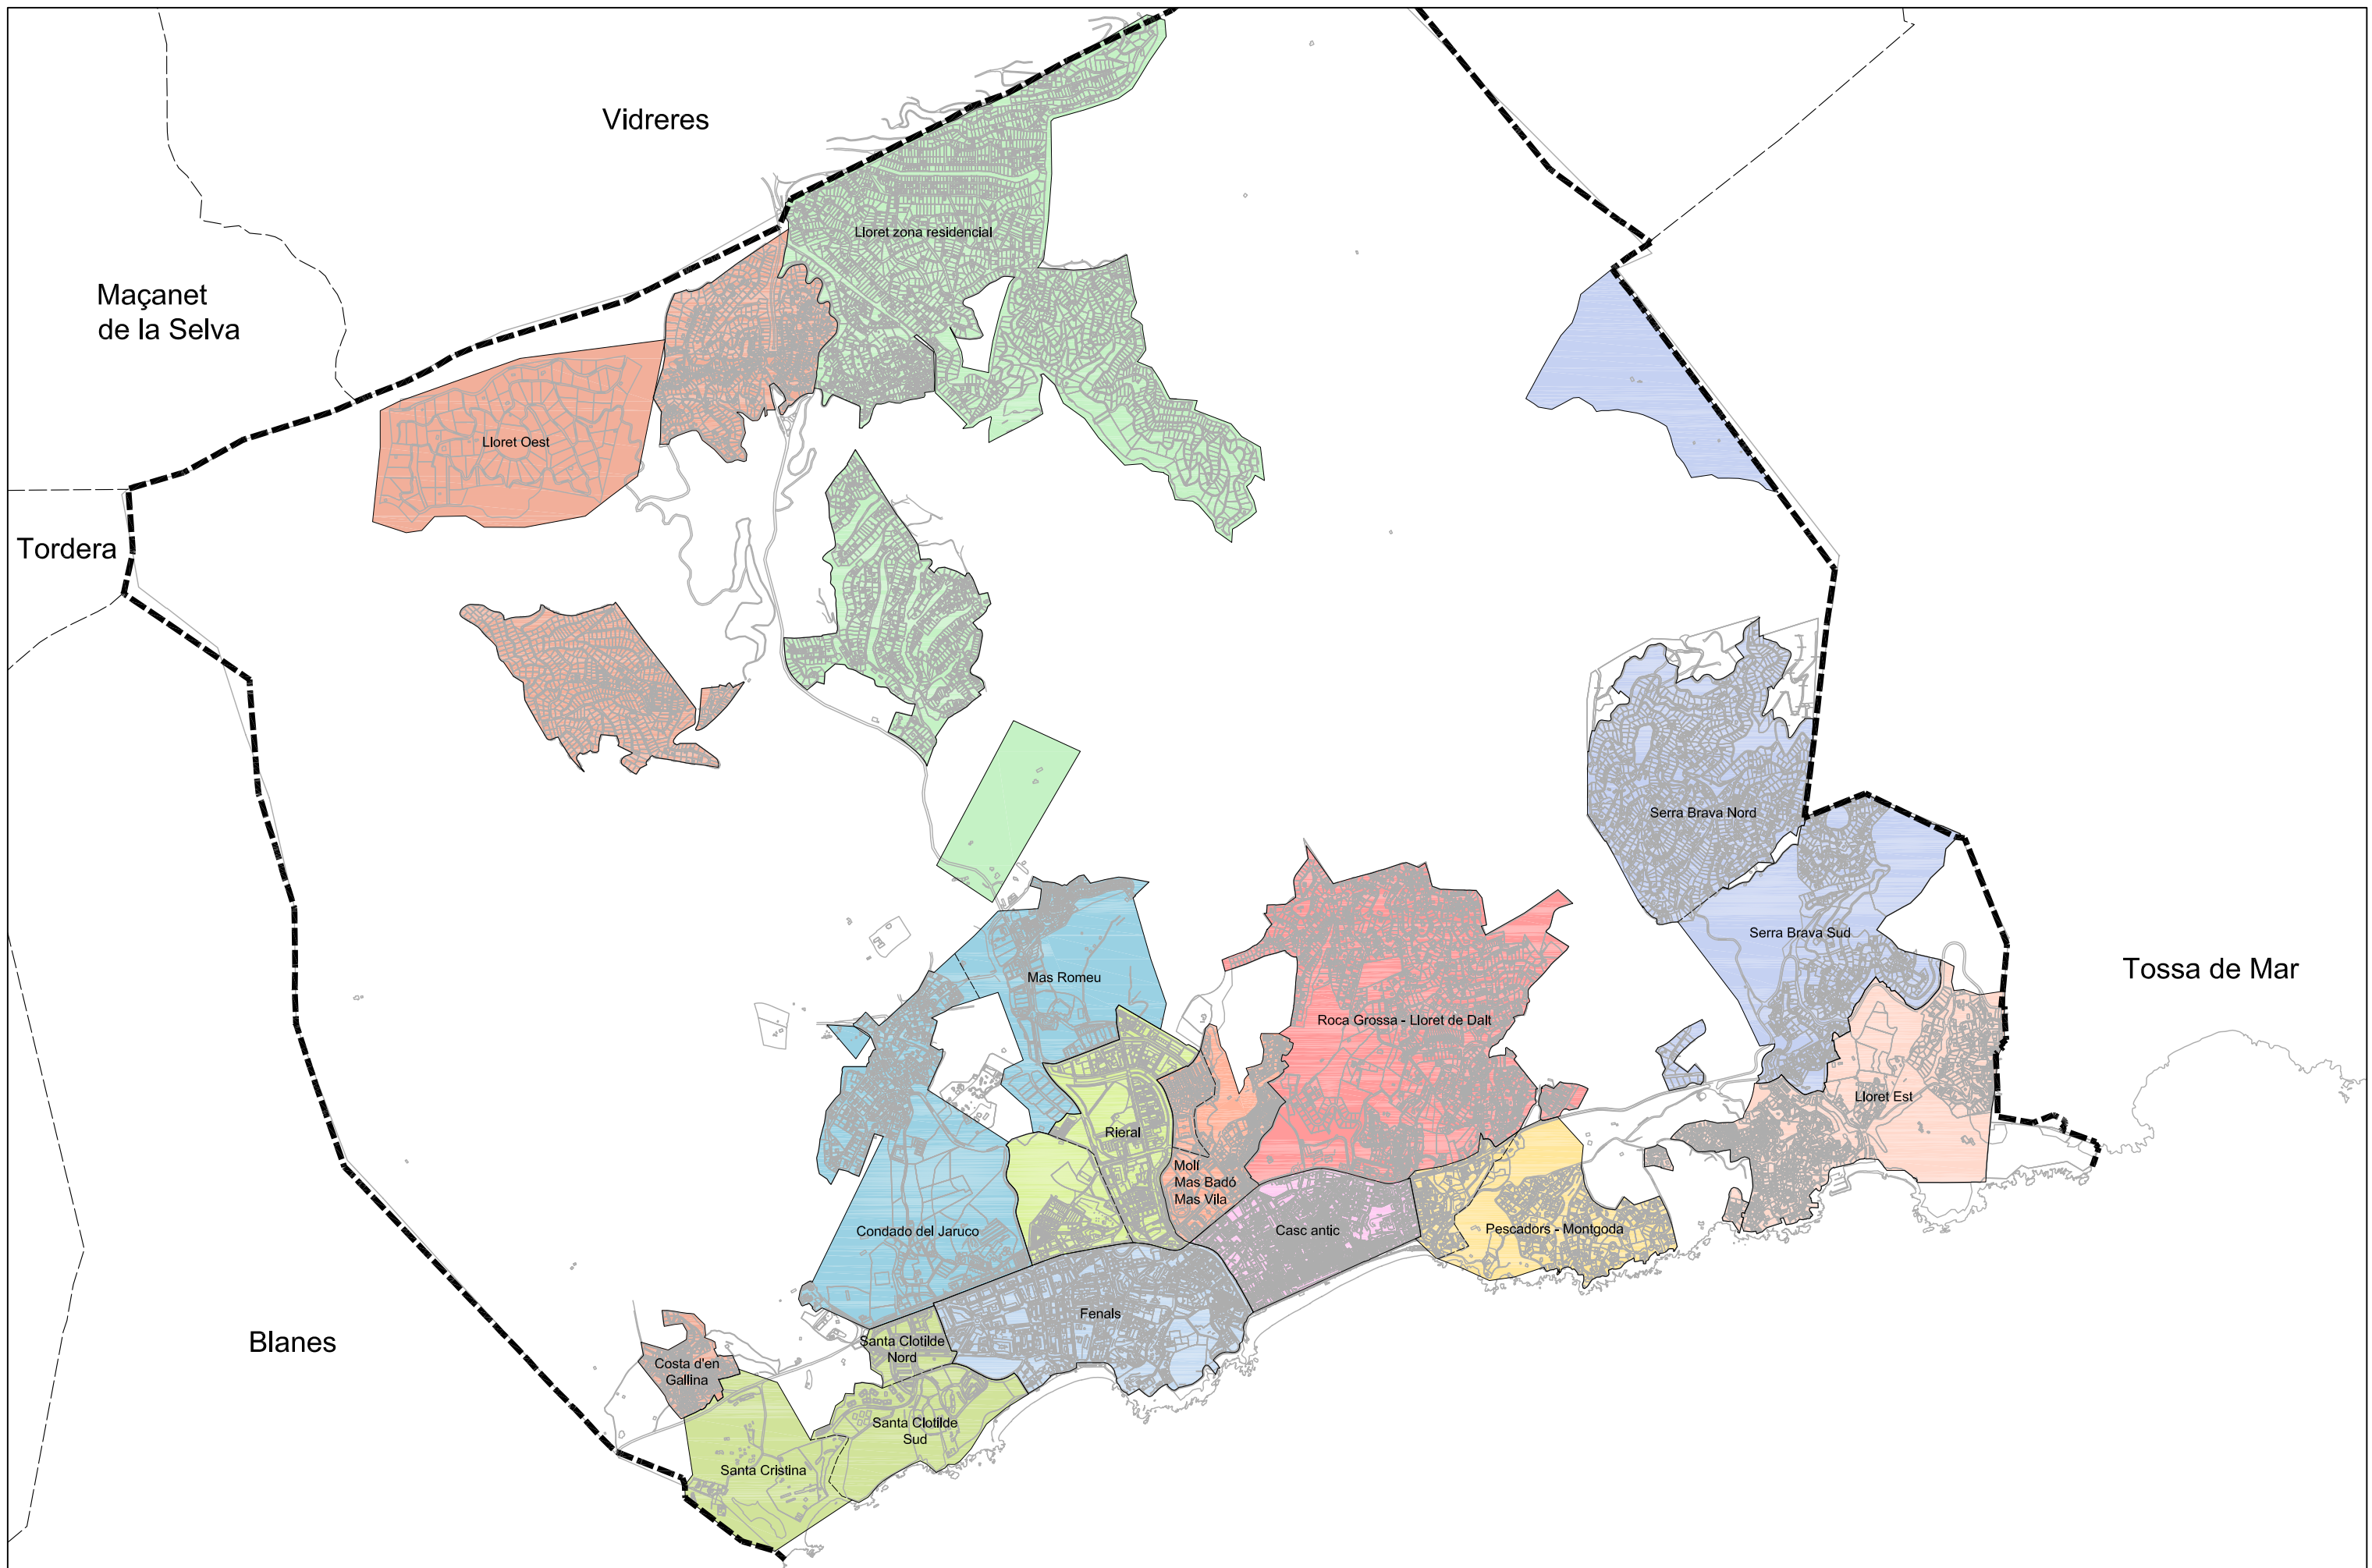 Vidreres
Lloret zona residencial
Maçanet
de la Selva
Lloret Oest
Tordera
Serra Brava Nord
Serra Brava Sud
Tossa de Mar
Mas Romeu
Roca Grossa - Lloret de Dalt
Lloret Est
Rieral
Molí
Mas Badó
Mas Vila
Condado del Jaruco
Casc antic
Pescadors - Montgoda
Fenals
Blanes
Santa Clotilde
Nord
Costa d'en
Gallina
Santa Clotilde
Sud
Santa Cristina